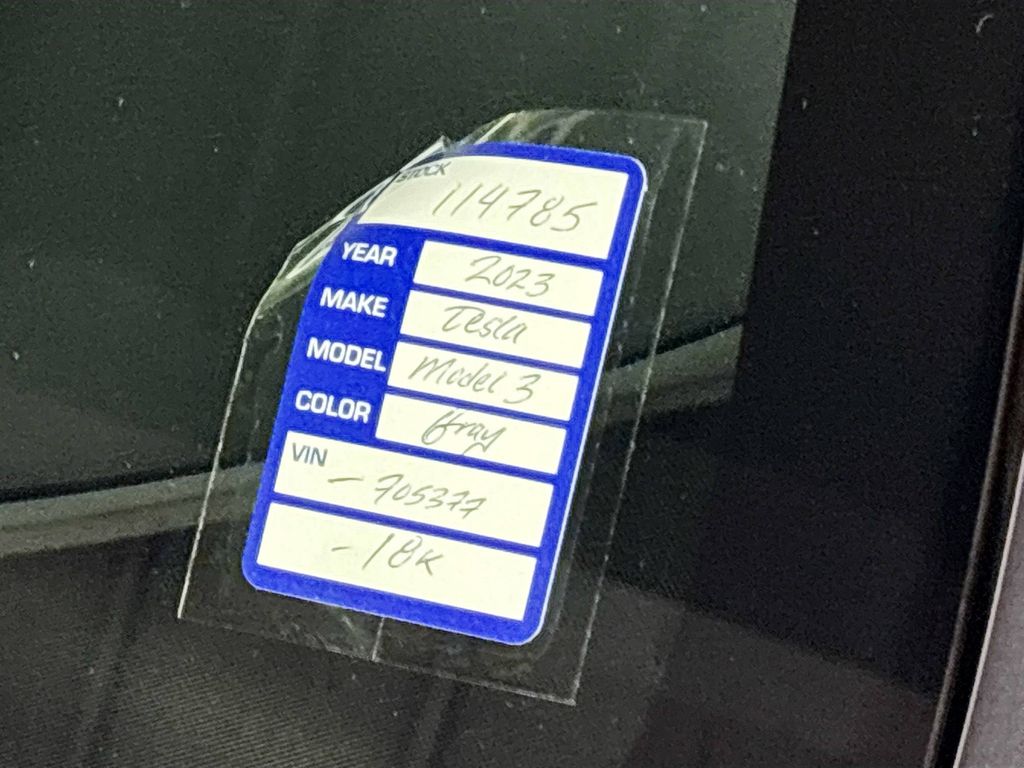 STOCK
114785
YEAR 2023
MAKE Tesla
MODEL Model 3
COLOR Gray
VIN
- 705377
- 18K